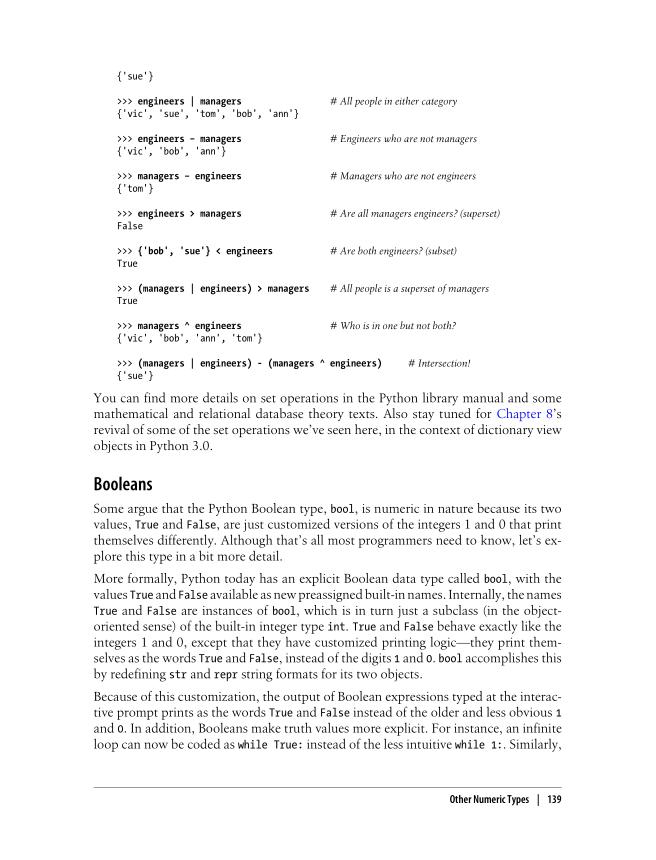 {'sue'}
>>> engineers | managers # All people in either category
{'vic', 'sue', 'tom', 'bob', 'ann'}
>>> engineers – managers # Engineers who are not managers
{'vic', 'bob', 'ann'}
>>> managers – engineers # Managers who are not engineers
{'tom'}
>>> engineers > managers # Are all managers engineers? (superset)
False
>>> {'bob', 'sue'} < engineers # Are both engineers? (subset)
True
>>> (managers | engineers) > managers # All people is a superset of managers
True
>>> managers ^ engineers # Who is in one but not both?
{'vic', 'bob', 'ann', 'tom'}
>>> (managers | engineers) - (managers ^ engineers) # Intersection!
{'sue'}
You can find more details on set operations in the Python library manual and some
mathematical and relational database theory texts. Also stay tuned for Chapter 8's
revival of some of the set operations we've seen here, in the context of dictionary view
objects in Python 3.0.
Booleans
Some argue that the Python Boolean type, bool, is numeric in nature because its two
values, True and False, are just customized versions of the integers 1 and 0 that print
themselves differently. Although that's all most programmers need to know, let's ex-
plore this type in a bit more detail.
More formally, Python today has an explicit Boolean data type called bool, with the
values True and False available as new preassigned built-in names. Internally, the names
True and False are instances of bool, which is in turn just a subclass (in the object-
oriented sense) of the built-in integer type int. True and False behave exactly like the
integers 1 and 0, except that they have customized printing logic—they print them-
selves as the words True and False, instead of the digits 1 and 0. bool accomplishes this
by redefining str and repr string formats for its two objects.
Because of this customization, the output of Boolean expressions typed at the interac-
tive prompt prints as the words True and False instead of the older and less obvious 1
and 0. In addition, Booleans make truth values more explicit. For instance, an infinite
loop can now be coded as while True: instead of the less intuitive while 1:. Similarly,
Other Numeric Types | 139